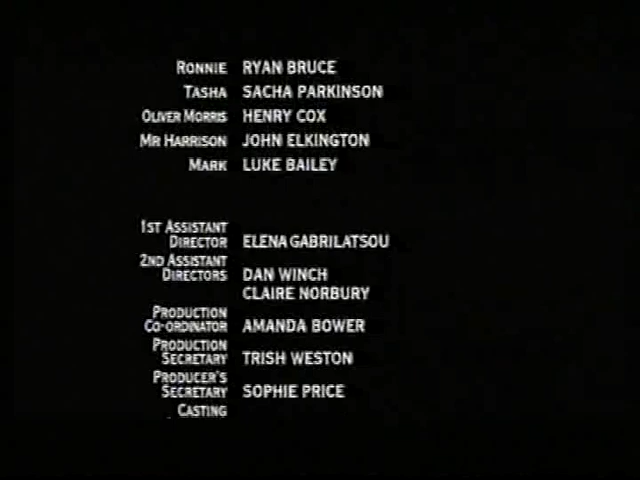 Ronnie RYAN BRUCE
Tasha SACHA PARKINSON
Oliver Morris HENRY COX
Mr Harrison JOHN ELKINGTON
Mark LUKE BAILEY
1st Assistant
Director ELENA GABRILATSOU
2nd Assistant
Directors DAN WINCH
CLAIRE NORBURY
Production
Co-ordinator AMANDA BOWER
Production
Secretary TRISH WESTON
Producer's
Secretary SOPHIE PRICE
Casting